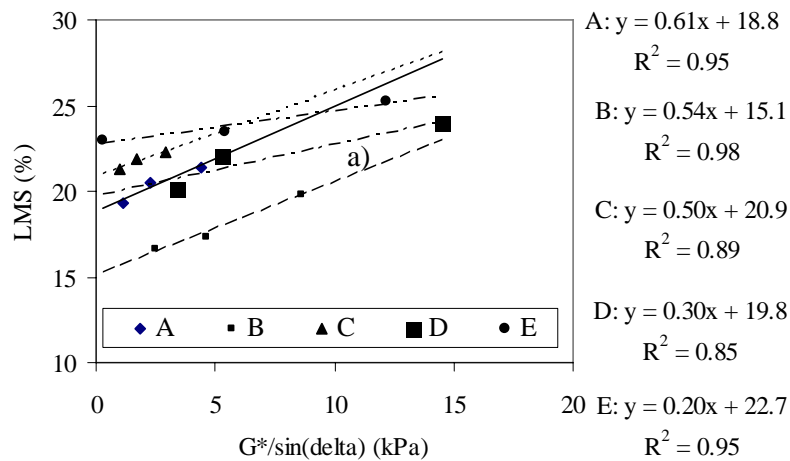 30
25
20
15
10
LMS (%)
a)
A B C D E
0 5 10 15 20
G*/sin(delta) (kPa)
A: y = 0.61x + 18.8
R² = 0.95
B: y = 0.54x + 15.1
R² = 0.98
C: y = 0.50x + 20.9
R² = 0.89
D: y = 0.30x + 19.8
R² = 0.85
E: y = 0.20x + 22.7
R² = 0.95